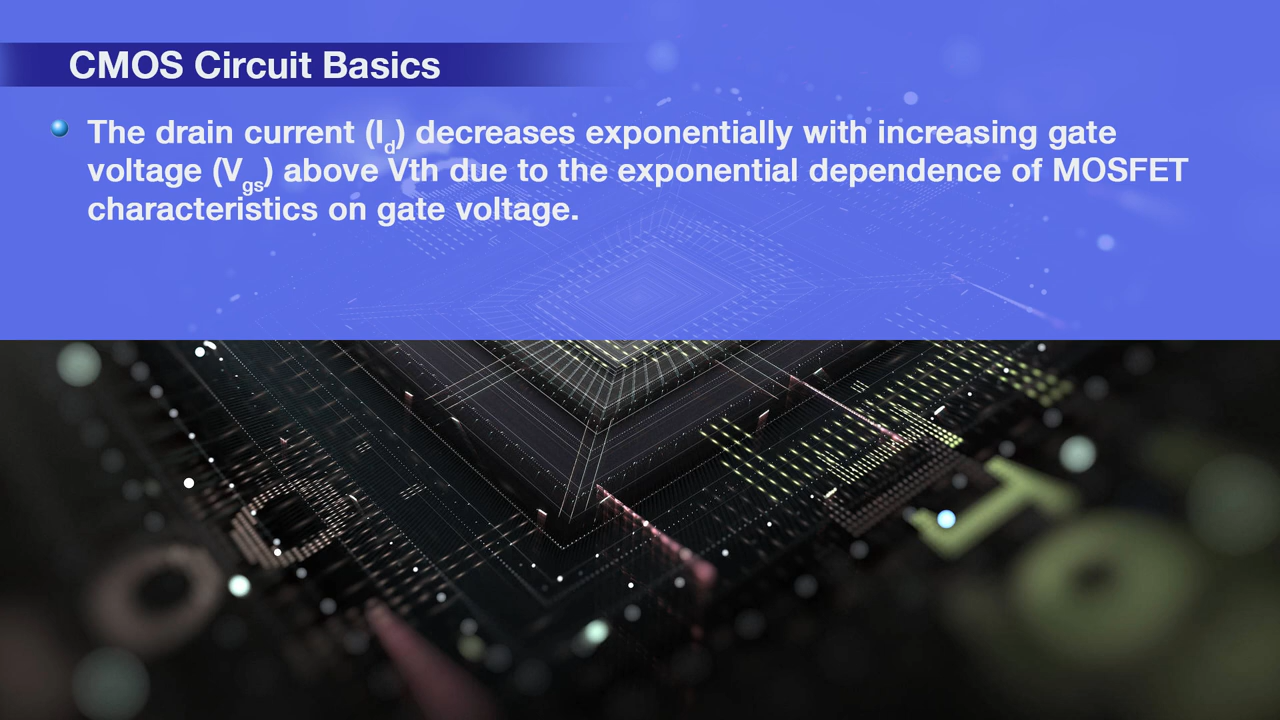 CMOS Circuit Basics
The drain current (Id) decreases exponentially with increasing gate
voltage (Vgs) above Vth due to the exponential dependence of MOSFET
characteristics on gate voltage.